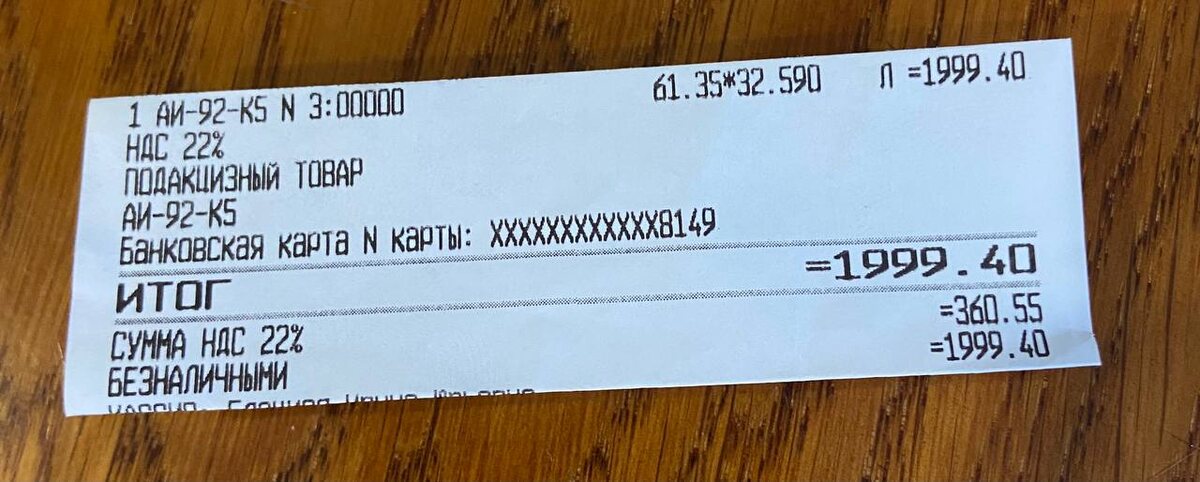 1 АИ-92-К5 N 3:00000 61.35*32.590 Л =1999.40
НДС 22%
ПОДАКЦИЗНЫЙ ТОВАР
АИ-92-К5
Банковская карта N карты: XXXXXXXXXXXX8149
ИТОГ =1999.40
СУММА НДС 22% =360.55
БЕЗНАЛИЧНЫМИ =1999.40